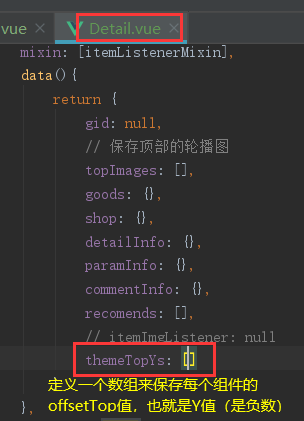 vue × Detail.vue ×
mixin: [itemListenerMixin],
data(){
return {
gid: null,
// 保存顶部的轮播图
topImages: [],
goods: {},
shop: {},
detailInfo: {},
paramInfo: {},
commentInfo: {},
recomends: [],
// itemImgListener: null
themeTopYs: []
定义一个数组来保存每个组件的
}, offsetTop值，也就是Y值（是负数）